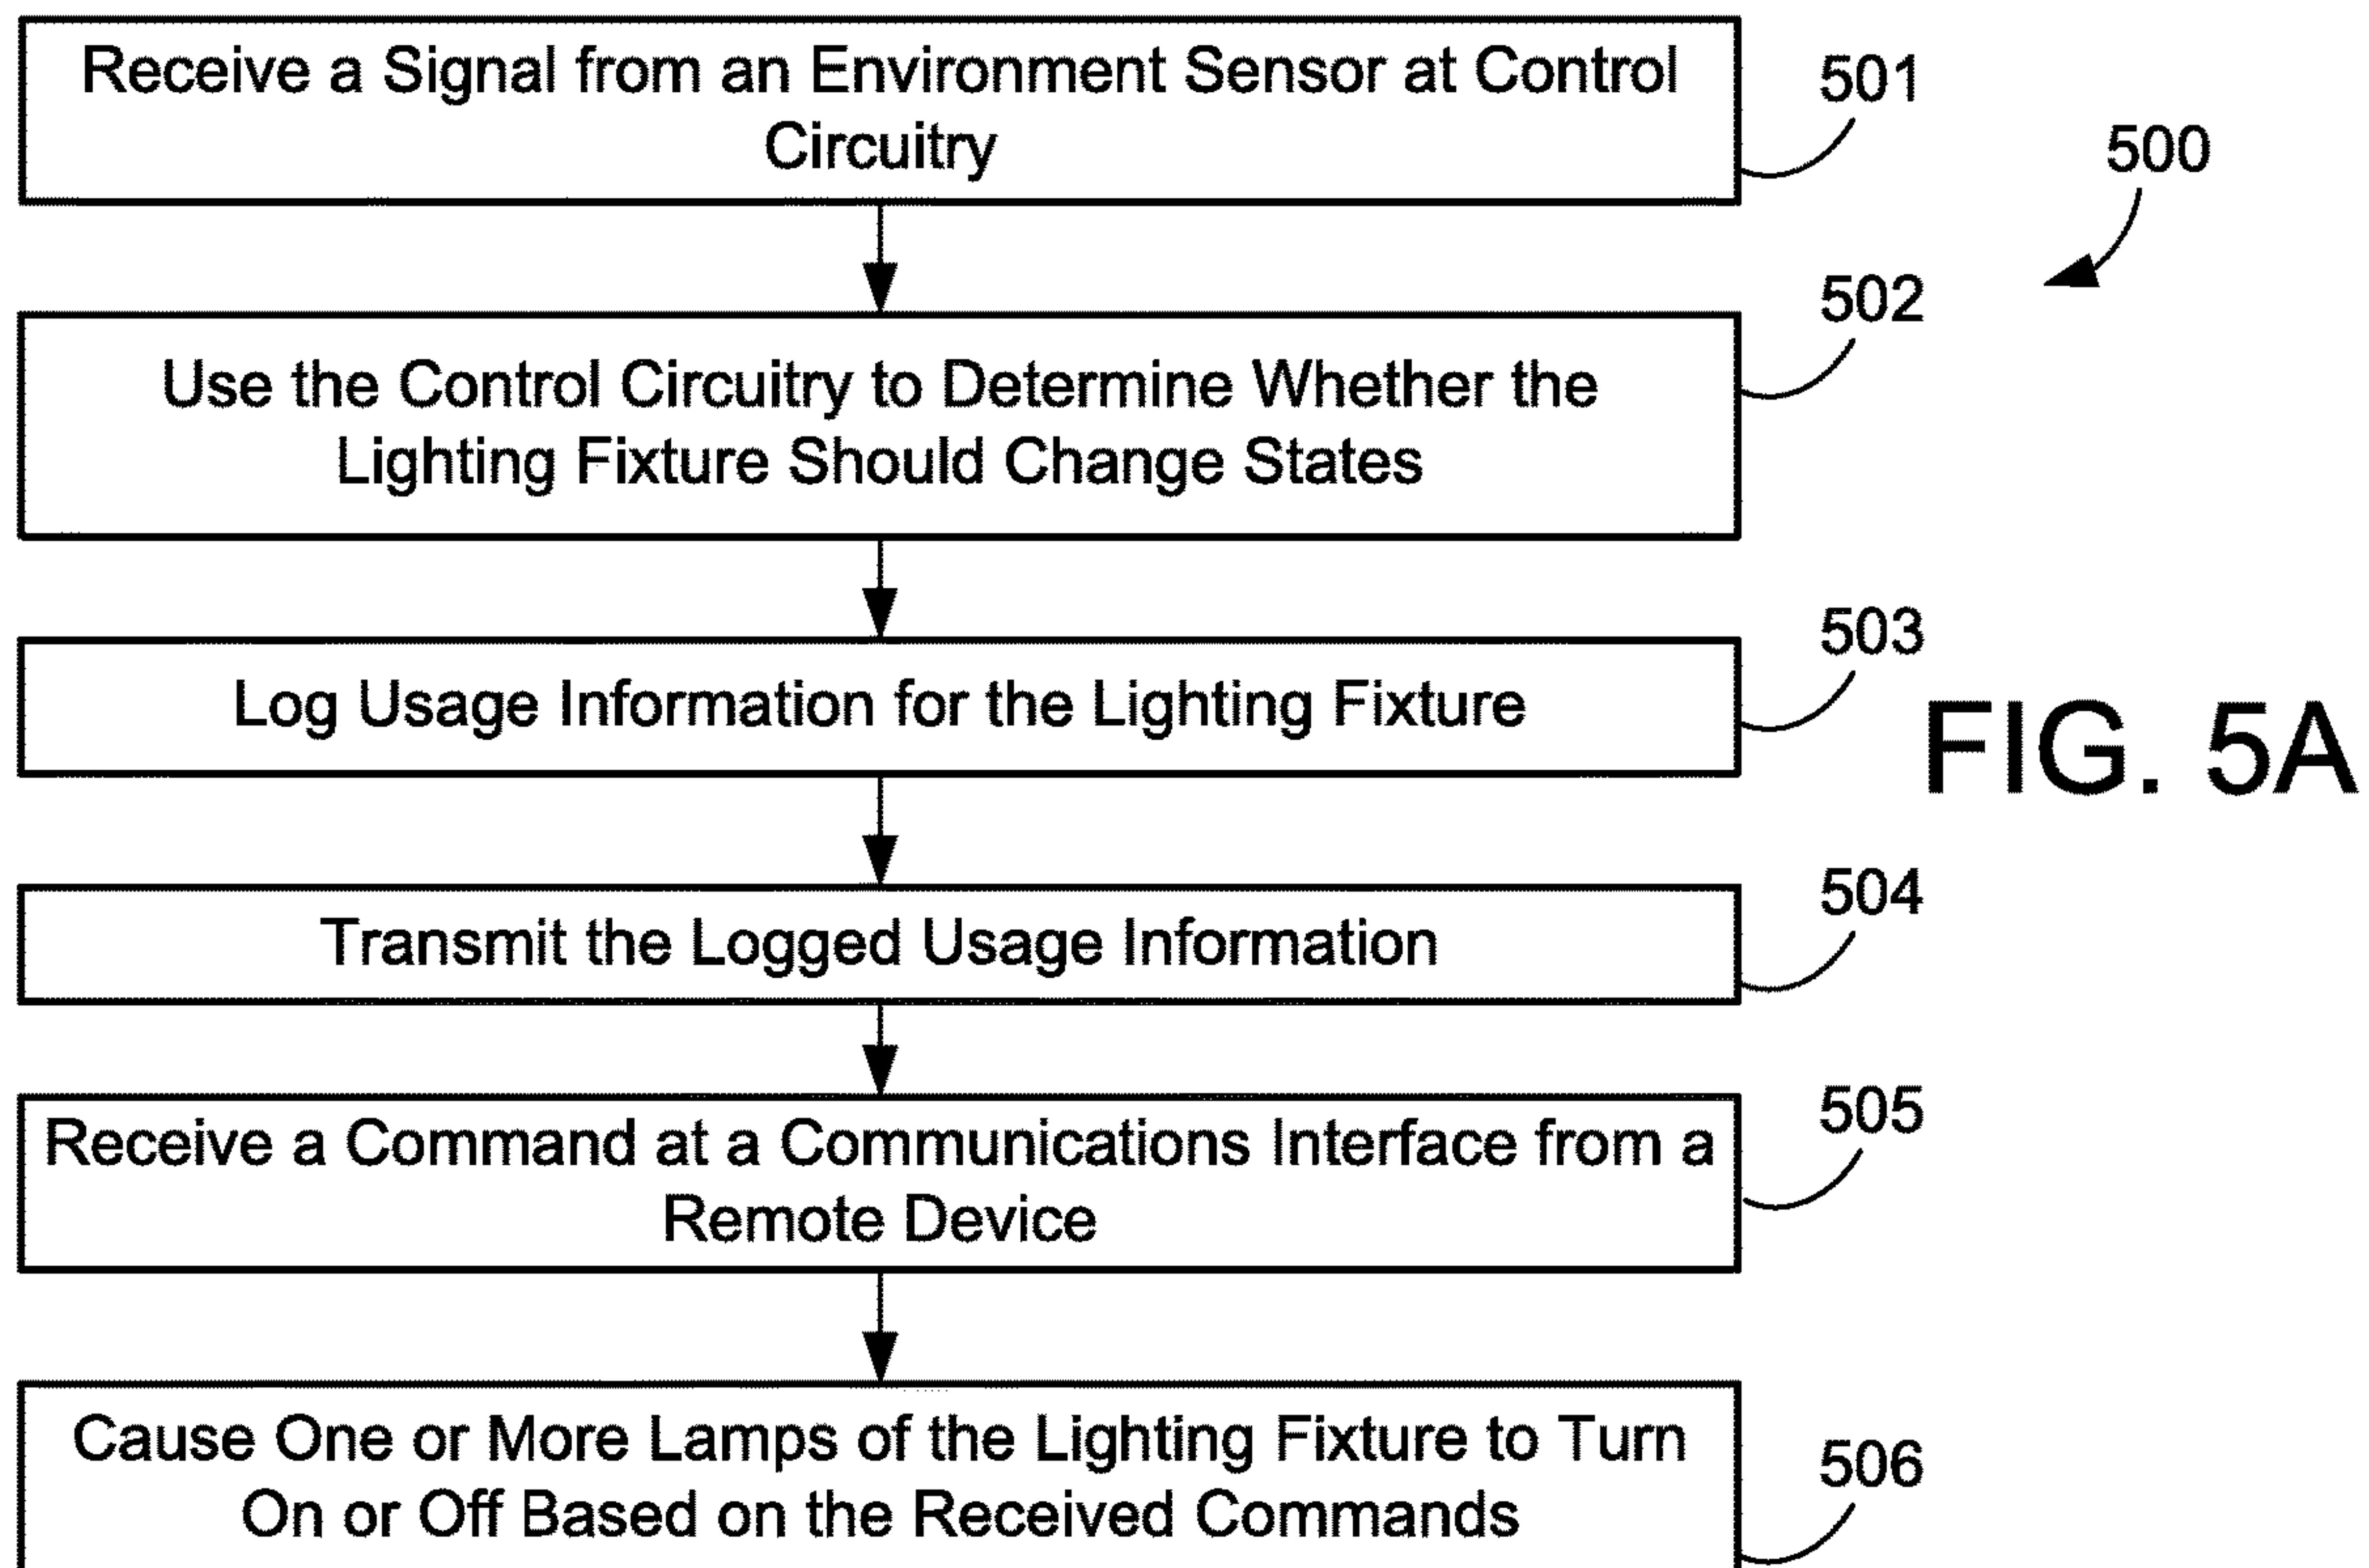 Receive a Signal from an Environment Sensor at Control
Circuitry
501
500
Use the Control Circuitry to Determine Whether the
Lighting Fixture Should Change States
502
Log Usage Information for the Lighting Fixture
503
FIG. 5A
Transmit the Logged Usage Information
504
Receive a Command at a Communications Interface from a
Remote Device
505
Cause One or More Lamps of the Lighting Fixture to Turn
On or Off Based on the Received Commands
506